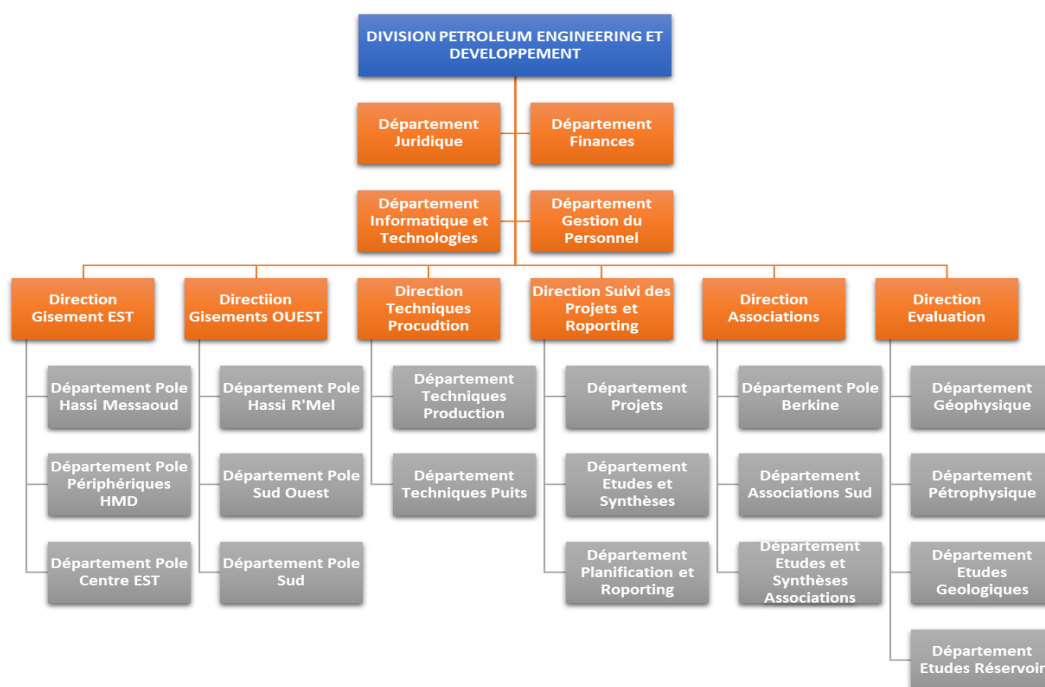 DIVISION PETROLEUM ENGINEERING ET
DEVELOPPEMENT
Département
Juridique
Département
Finances
Département
Informatique et
Technologies
Département
Gestion du
Personnel
Direction
Gisement EST
Directiion
Gisements OUEST
Direction
Techniques
Procudtion
Direction Suivi des
Projets et
Roporting
Direction
Associations
Direction
Evaluation
Département Pole
Hassi Messaoud
Département Pole
Périphériques
HMD
Département Pole
Centre EST
Département Pole
Hassi R'Mel
Département Pole
Sud Ouest
Département Pole
Sud
Département
Techniques
Production
Département
Techniques Puits
Département
Projets
Département
Etudes et
Synthèses
Département
Planification et
Roporting
Département Pole
Berkine
Département
Associations Sud
Département
Etudes et
Synthèses
Associations
Département
Géophysique
Département
Pétrophysique
Département
Etudes
Geologiques
Département
Etudes Réservoir